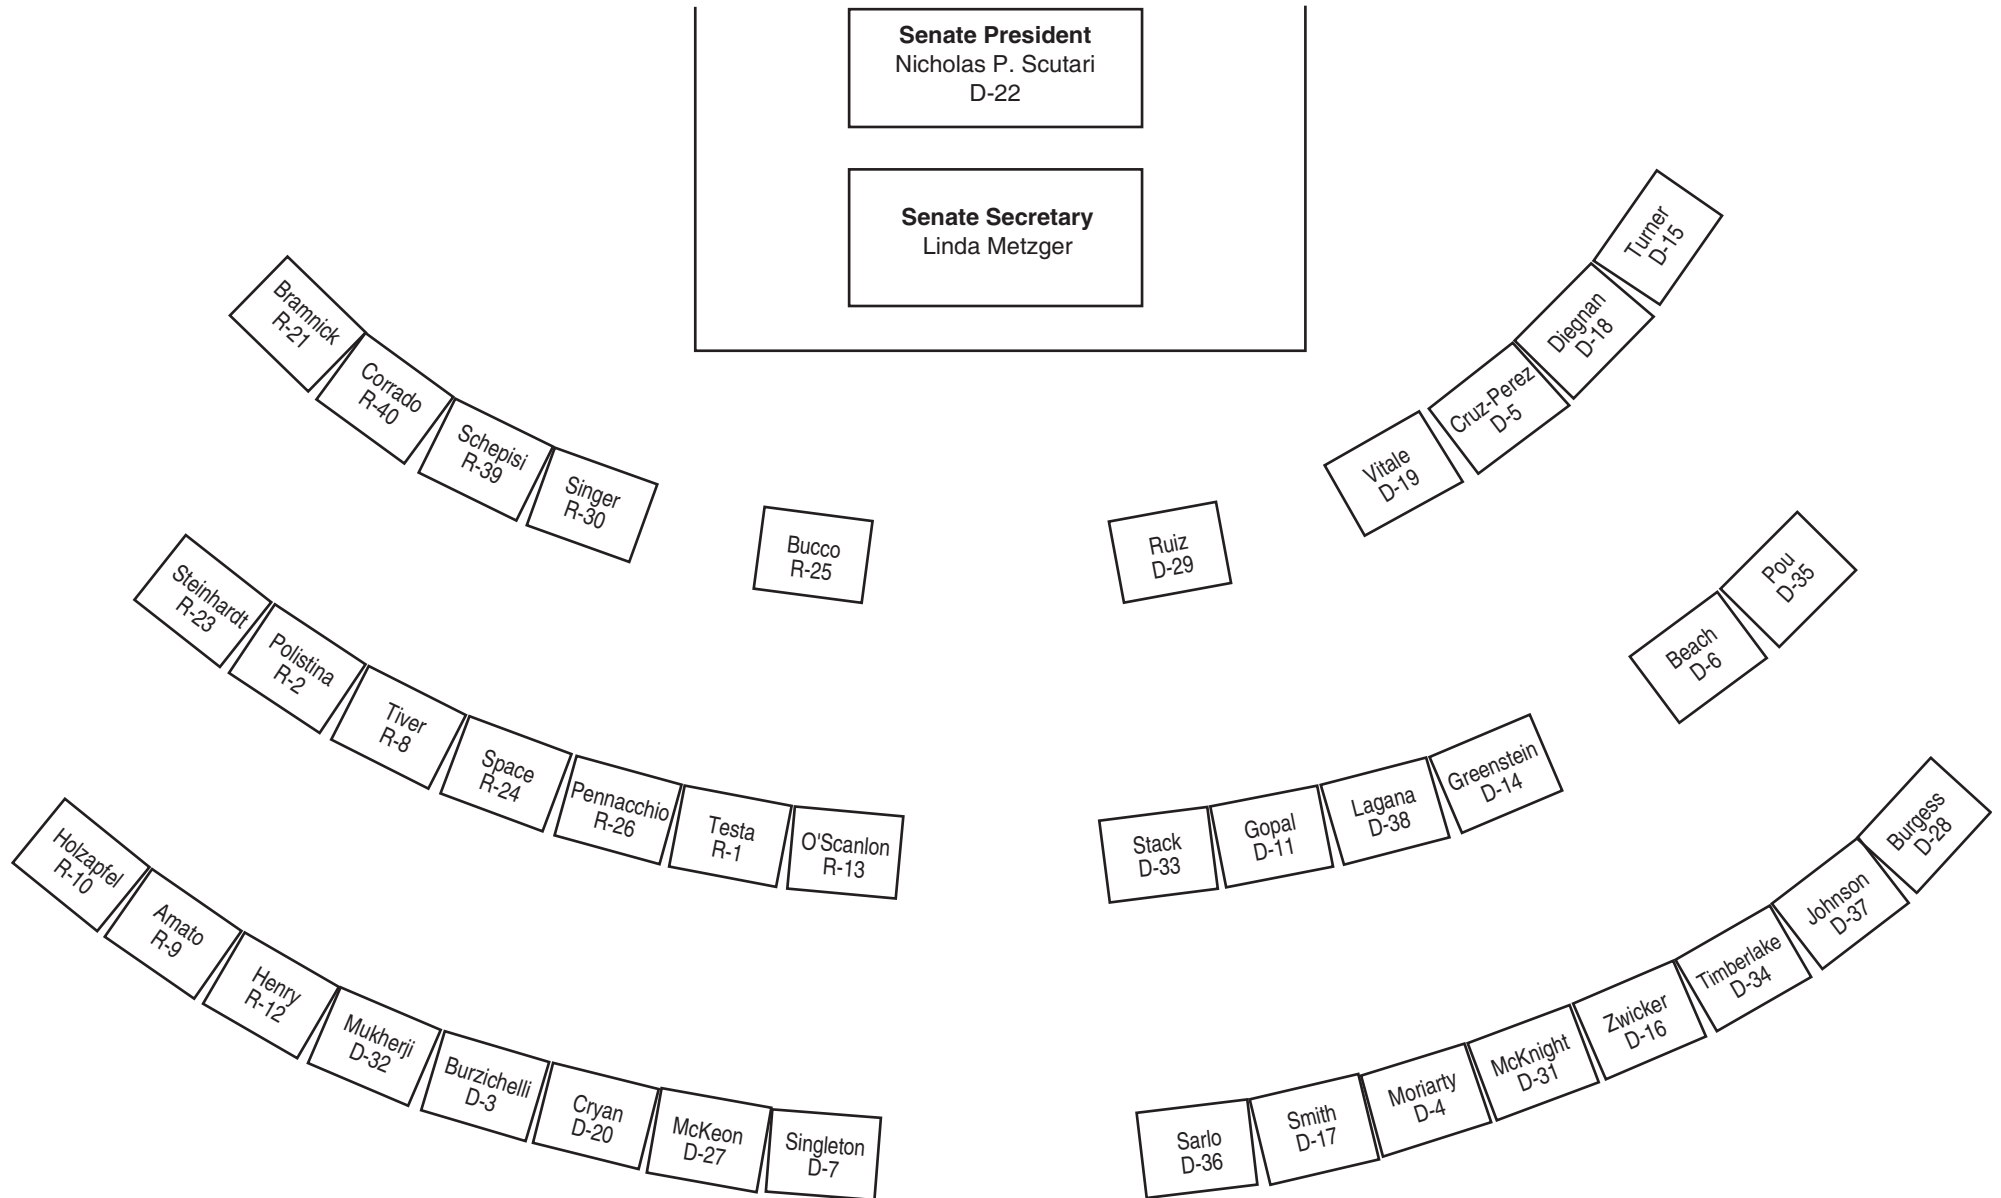 Senate President
Nicholas P. Scutari
D-22
Senate Secretary
Linda Metzger
Bramnick
R-21
Corrado
R-40
Schepisi
R-39
Singer
R-30
Bucco
R-25
Ruiz
D-29
Vitale
D-19
Cruz-Perez
D-5
Diegnan
D-18
Turner
D-15
Steinhardt
R-23
Polistina
R-2
Tiver
R-8
Space
R-24
Pennacchio
R-26
Testa
R-1
O'Scanlon
R-13
Stack
D-33
Gopal
D-11
Lagana
D-38
Greenstein
D-14
Beach
D-6
Pou
D-35
Holzapfel
R-10
Amato
R-9
Henry
R-12
Mukherji
D-32
Burzichelli
D-3
Cryan
D-20
McKeon
D-27
Singleton
D-7
Sarlo
D-36
Smith
D-17
Moriarty
D-4
McKnight
D-31
Zwicker
D-16
Timberlake
D-34
Johnson
D-37
Burgess
D-28